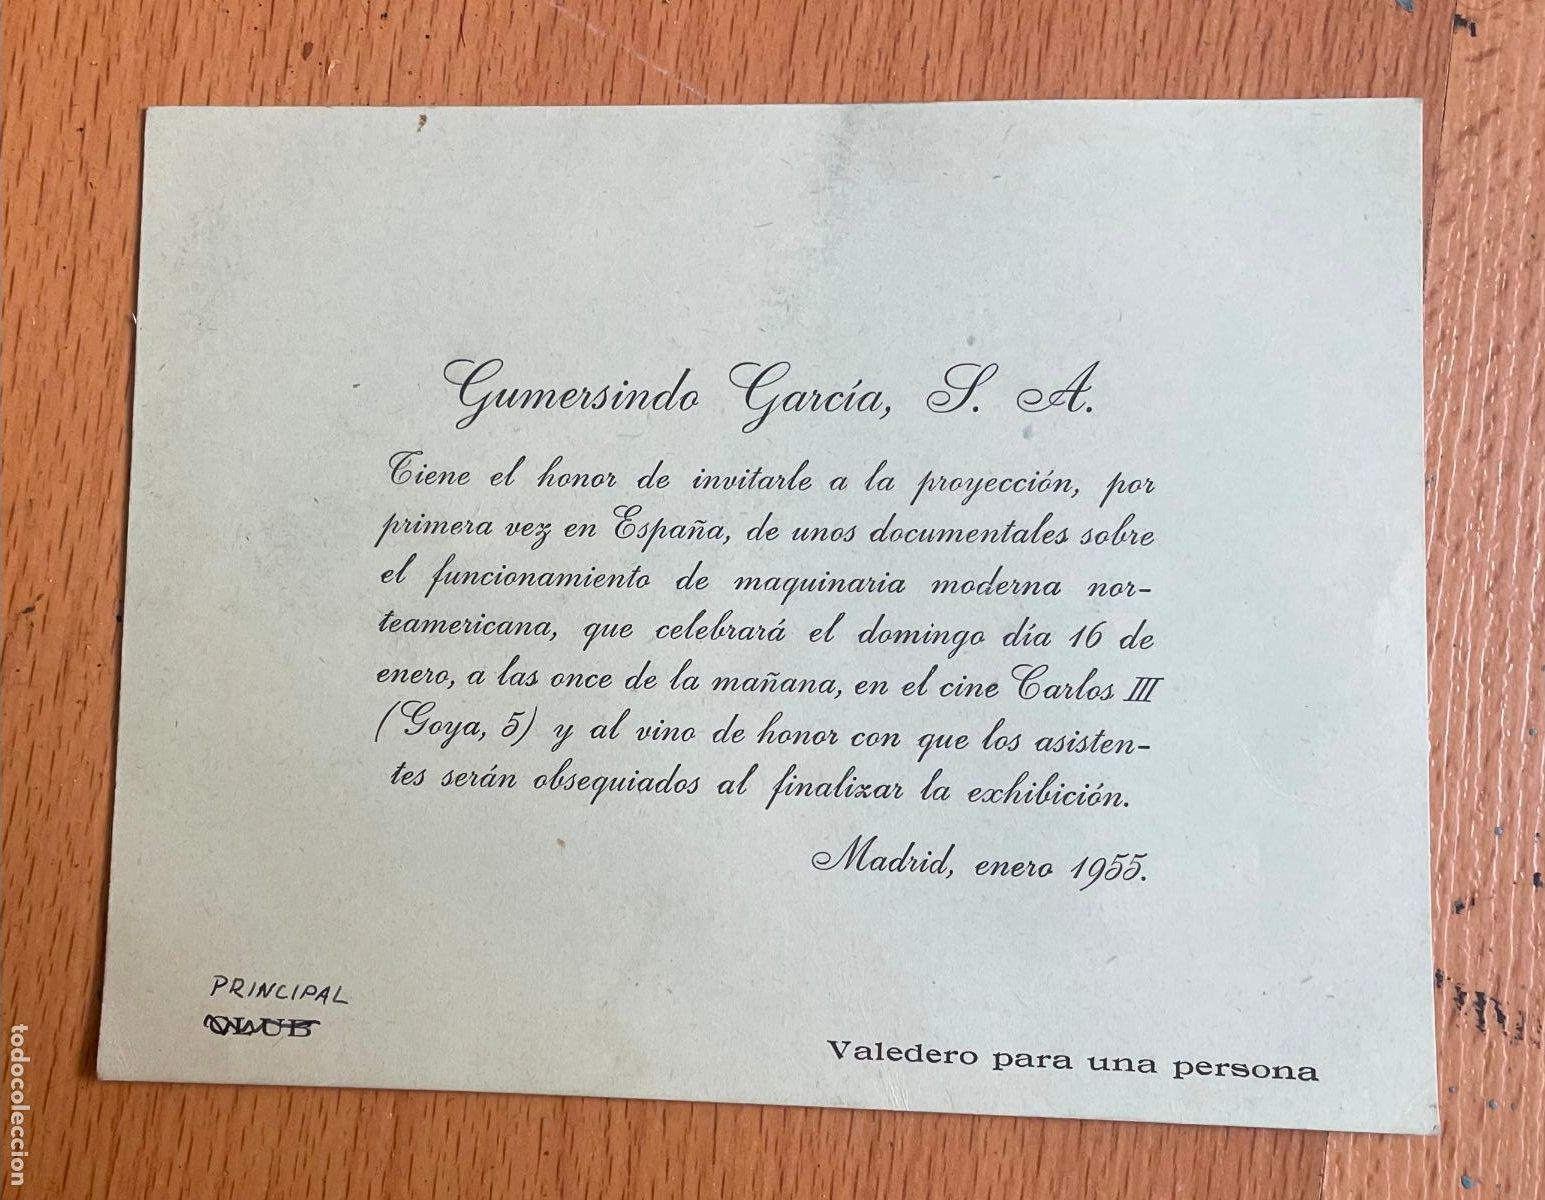 Gumersindo García, S. A.
Tiene el honor de invitarle a la proyección, por
primera vez en España, de unos documentales sobre
el funcionamiento de maquinaria moderna nor-
teamericana, que celebrará el domingo día 16 de
enero, a las once de la mañana, en el cine Carlos III
(Goya, 5) y al vino de honor con que los asisten-
tes serán obsequiados al finalizar la exhibición.
Madrid, enero 1955.
PRINCIPAL
CLUB
Valedero para una persona
todocoleccion